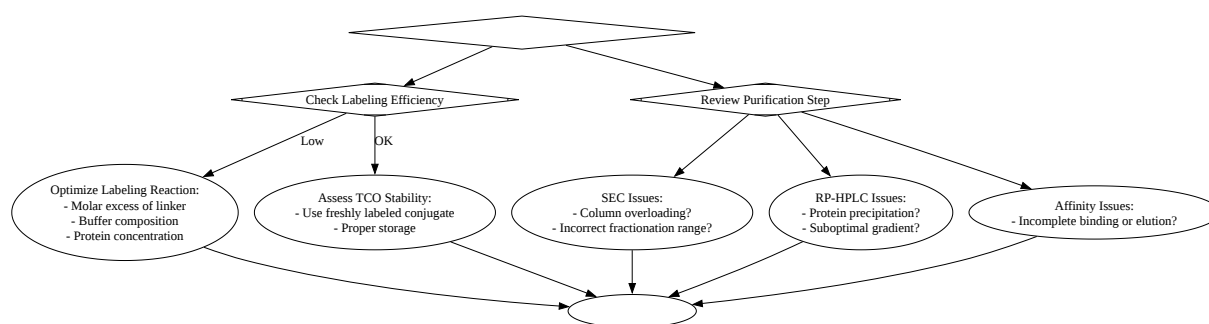 Check Labeling Efficiency
Review Purification Step
Low
OK
Optimize Labeling Reaction:
- Molar excess of linker
- Buffer composition
- Protein concentration
Assess TCO Stability:
- Use freshly labeled conjugate
- Proper storage
SEC Issues:
- Column overloading?
- Incorrect fractionation range?
RP-HPLC Issues:
- Protein precipitation?
- Suboptimal gradient?
Affinity Issues:
- Incomplete binding or elution?